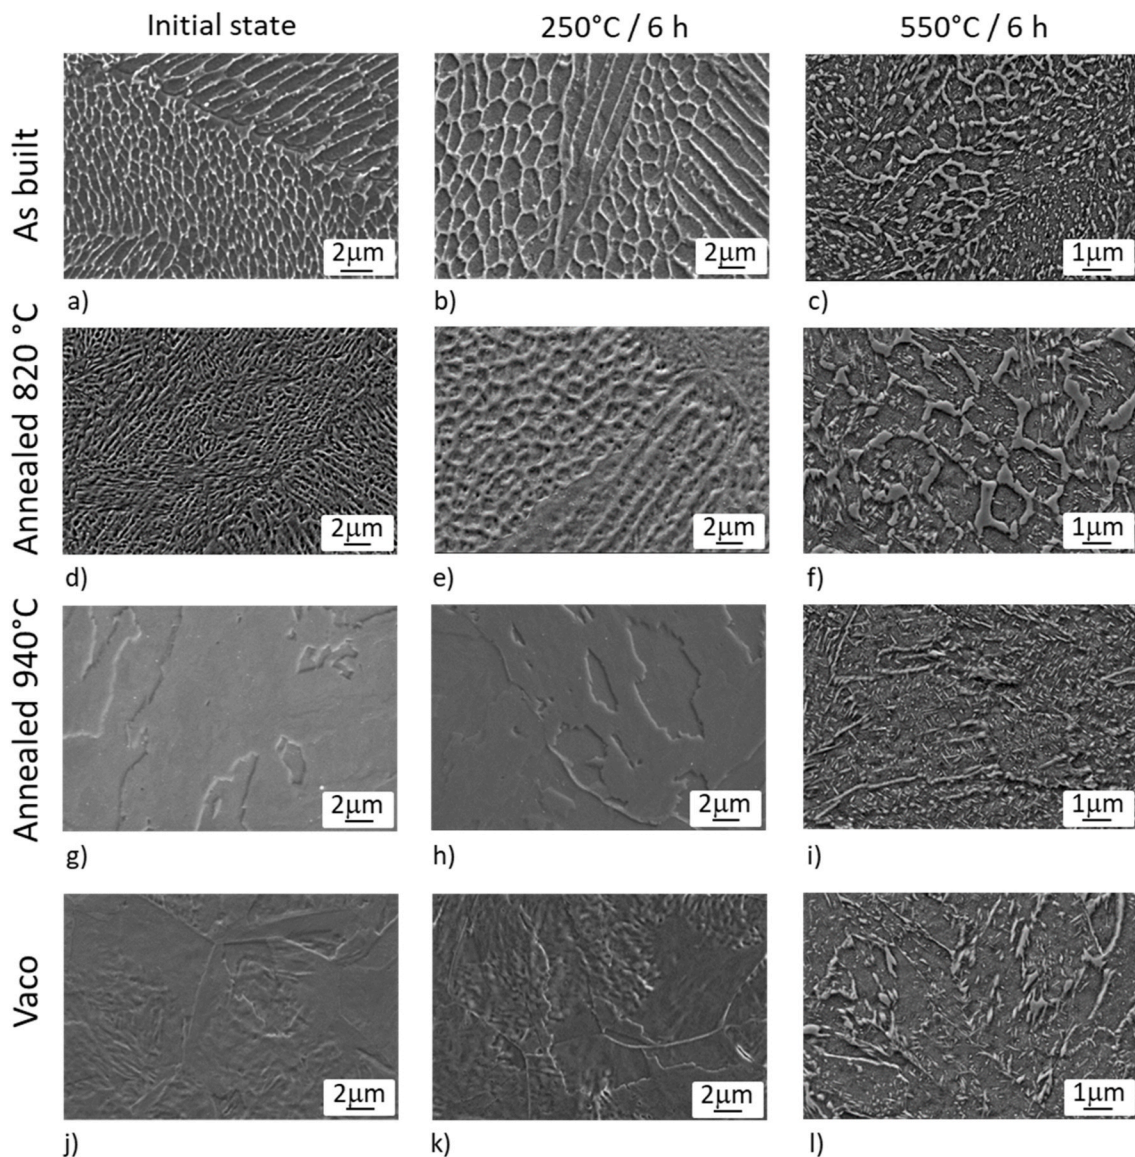 Initial state
250°C / 6 h
550°C / 6 h
As built
2µm
2µm
1µm
a)
b)
c)
Annealed 820 °C
2µm
2µm
1µm
d)
e)
f)
Annealed 940°C
2µm
2µm
1µm
g)
h)
i)
Vaco
2µm
2µm
1µm
j)
k)
l)